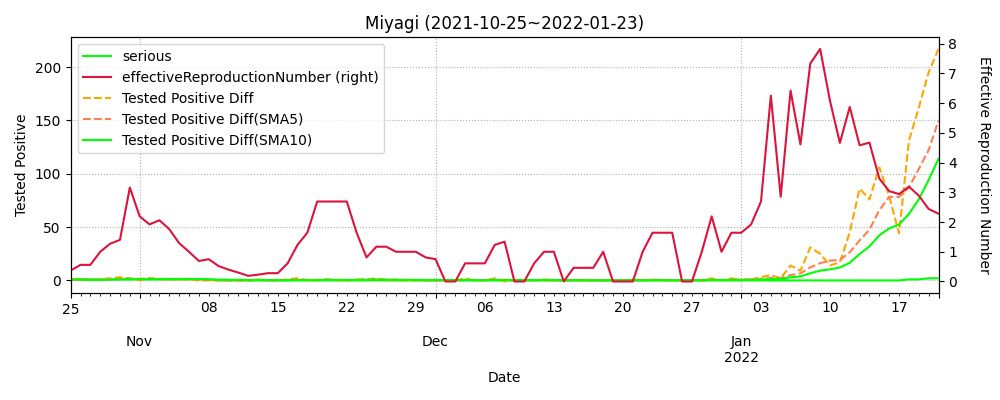 Miyagi (2021-10-25~2022-01-23)
serious
effectiveReproductionNumber (right)
Tested Positive Diff
Tested Positive Diff(SMA5)
Tested Positive Diff(SMA10)
Tested Positive
200
150
100
50
0
8
7
6
5
4
3
2
1
0
Effective Reproduction Number
25 08 15 22 29 06 13 20 27 03 10 17
Nov Dec Jan
2022
Date